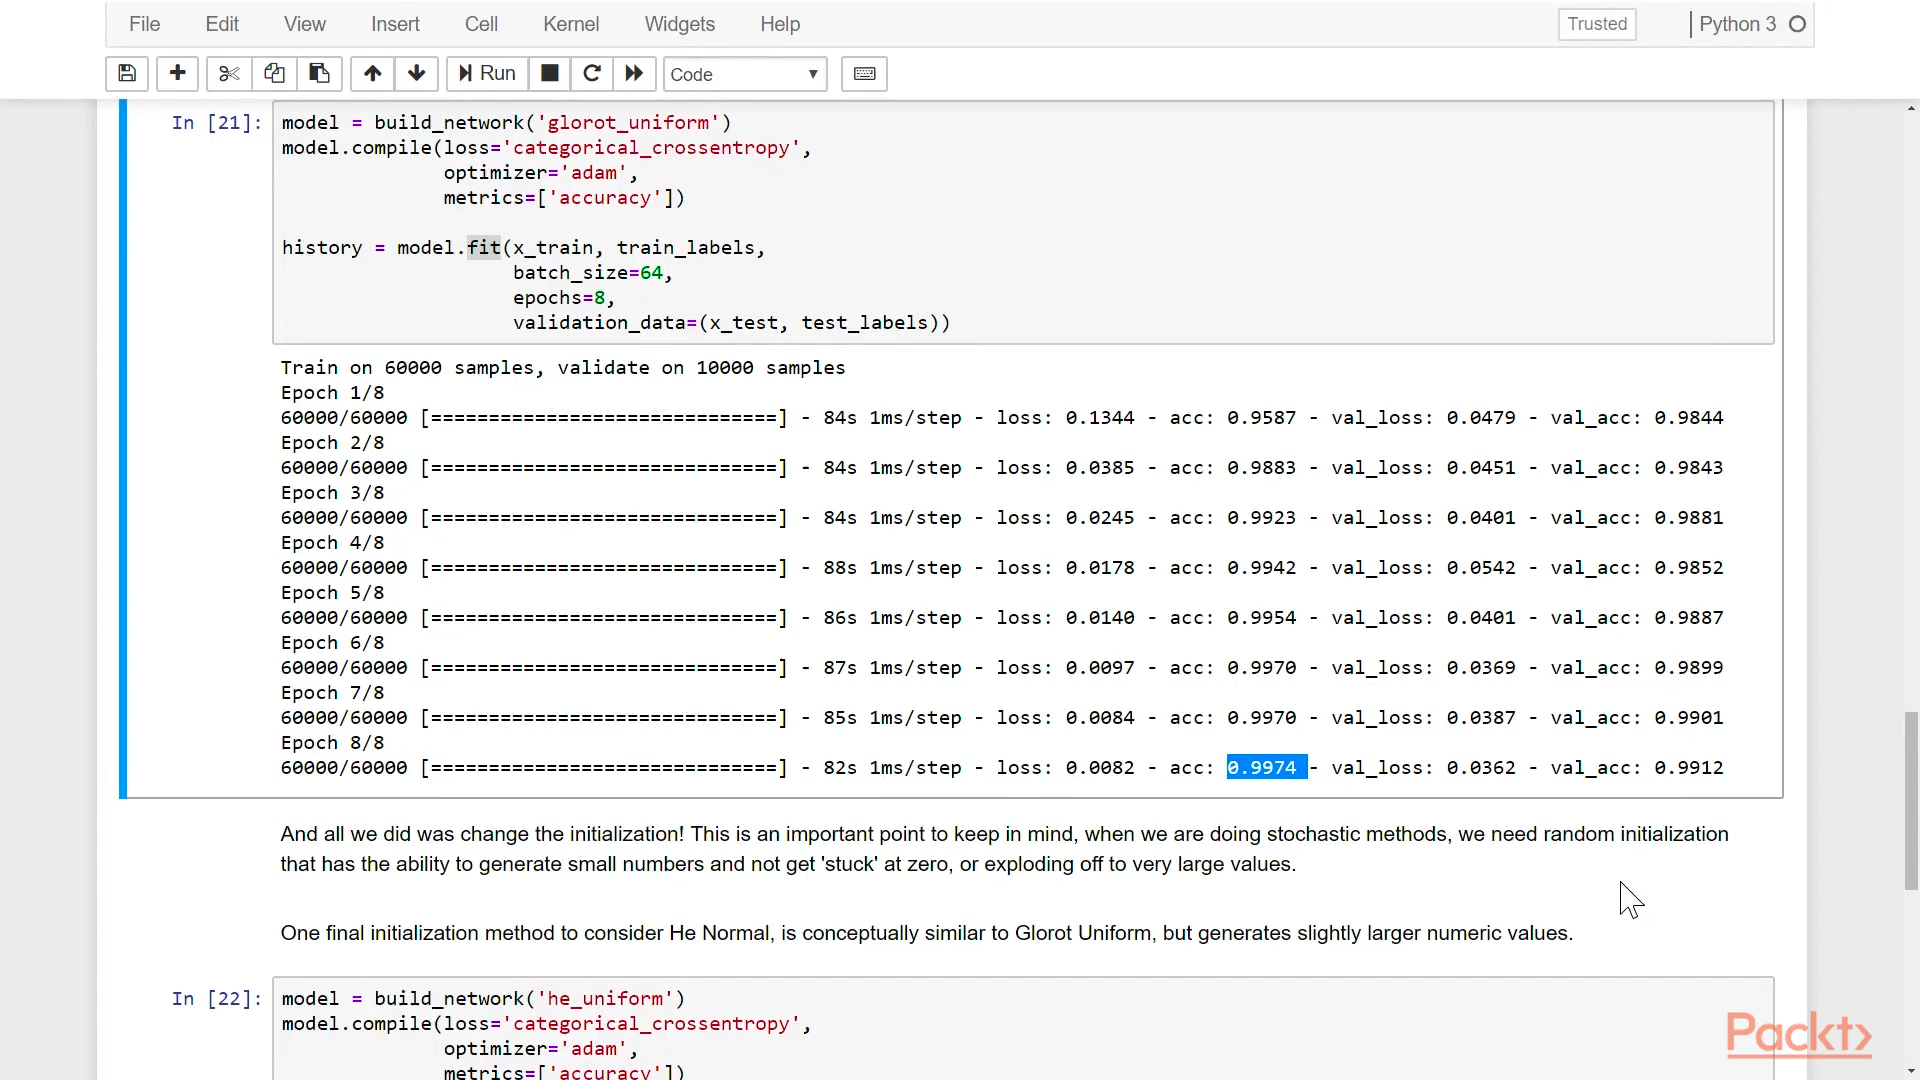 File Edit View Insert Cell Kernel Widgets Help Trusted Python 3
Run Code
In [21]: model = build_network('glorot_uniform')
model.compile(loss='categorical_crossentropy',
optimizer='adam',
metrics=['accuracy'])
history = model.fit(x_train, train_labels,
batch_size=64,
epochs=8,
validation_data=(x_test, test_labels))
Train on 60000 samples, validate on 10000 samples
Epoch 1/8
60000/60000 [==============================] - 84s 1ms/step - loss: 0.1344 - acc: 0.9587 - val_loss: 0.0479 - val_acc: 0.9844
Epoch 2/8
60000/60000 [==============================] - 84s 1ms/step - loss: 0.0385 - acc: 0.9883 - val_loss: 0.0451 - val_acc: 0.9843
Epoch 3/8
60000/60000 [==============================] - 84s 1ms/step - loss: 0.0245 - acc: 0.9923 - val_loss: 0.0401 - val_acc: 0.9881
Epoch 4/8
60000/60000 [==============================] - 88s 1ms/step - loss: 0.0178 - acc: 0.9942 - val_loss: 0.0542 - val_acc: 0.9852
Epoch 5/8
60000/60000 [==============================] - 86s 1ms/step - loss: 0.0140 - acc: 0.9954 - val_loss: 0.0401 - val_acc: 0.9887
Epoch 6/8
60000/60000 [==============================] - 87s 1ms/step - loss: 0.0097 - acc: 0.9970 - val_loss: 0.0369 - val_acc: 0.9899
Epoch 7/8
60000/60000 [==============================] - 85s 1ms/step - loss: 0.0084 - acc: 0.9970 - val_loss: 0.0387 - val_acc: 0.9901
Epoch 8/8
60000/60000 [==============================] - 82s 1ms/step - loss: 0.0082 - acc: 0.9974 - val_loss: 0.0362 - val_acc: 0.9912
And all we did was change the initialization! This is an important point to keep in mind, when we are doing stochastic methods, we need random initialization
that has the ability to generate small numbers and not get 'stuck' at zero, or exploding off to very large values.
One final initialization method to consider He Normal, is conceptually similar to Glorot Uniform, but generates slightly larger numeric values.
In [22]: model = build_network('he_uniform')
model.compile(loss='categorical_crossentropy',
optimizer='adam',
metrics=['accuracy'])
Packt>